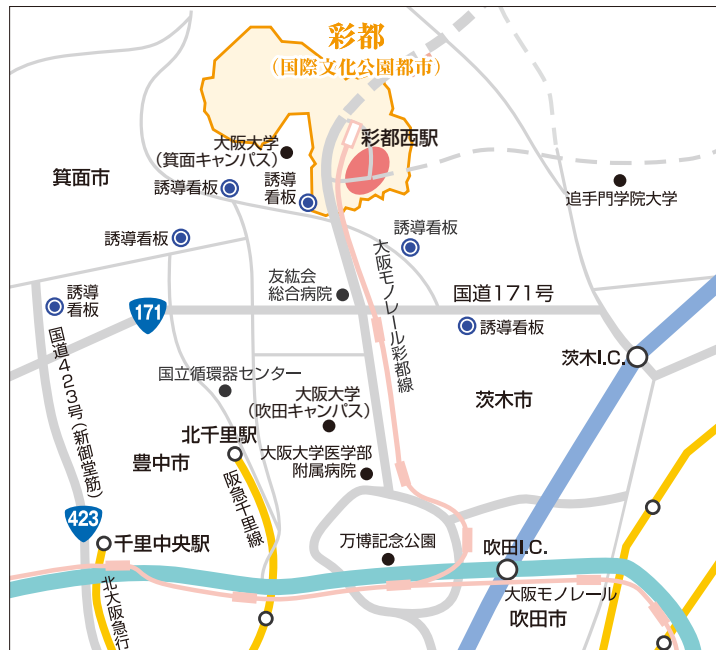 彩都
(国際文化公園都市)
彩都西駅
大阪大学
(箕面キャンパス)
箕面市
誘導看板
誘導
看板
追手門学院大学
誘導看板
誘導看板
大阪モノレール彩都線
友紘会
総合病院
国道171号
誘導
看板
171
誘導看板
国道423号(新御堂筋)
茨木I.C.
国立循環器センター
大阪大学
(吹田キャンパス)
茨木市
北千里駅
豊中市
大阪大学医学部
附属病院
阪急千里線
423
千里中央駅
万博記念公園
吹田I.C.
大阪モノレール
吹田市
北大阪急行